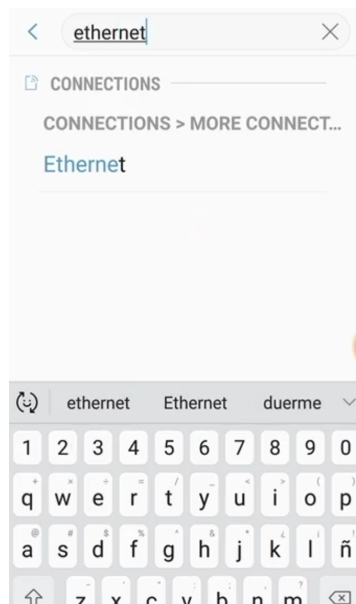 ethernet
CONNECTIONS
CONNECTIONS > MORE CONNECT...
Ethernet
ethernet Ethernet duerme
1 2 3 4 5 6 7 8 9 0
q w e r t y u i o p
a s d f g h j k l ñ
z x c v b n m